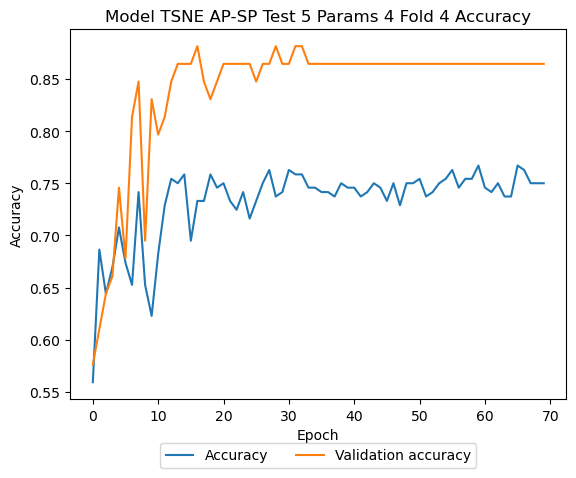 Model TSNE AP-SP Test 5 Params 4 Fold 4 Accuracy
0.85
0.80
0.75
0.70
0.65
0.60
0.55
Accuracy
0 10 20 30 40 50 60 70
Epoch
Accuracy Validation accuracy